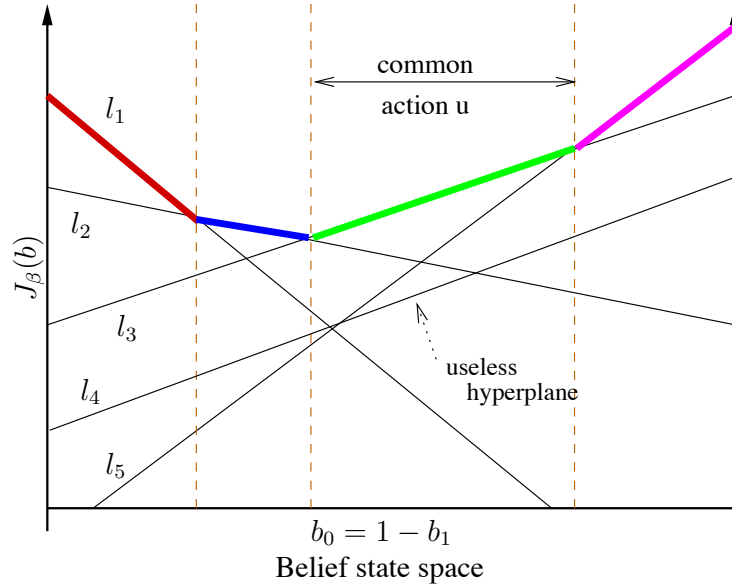 common
action u
l₁
l₂
J_β(b)
l₃
useless
hyperplane
l₄
l₅
b₀ = 1 − b₁
Belief state space